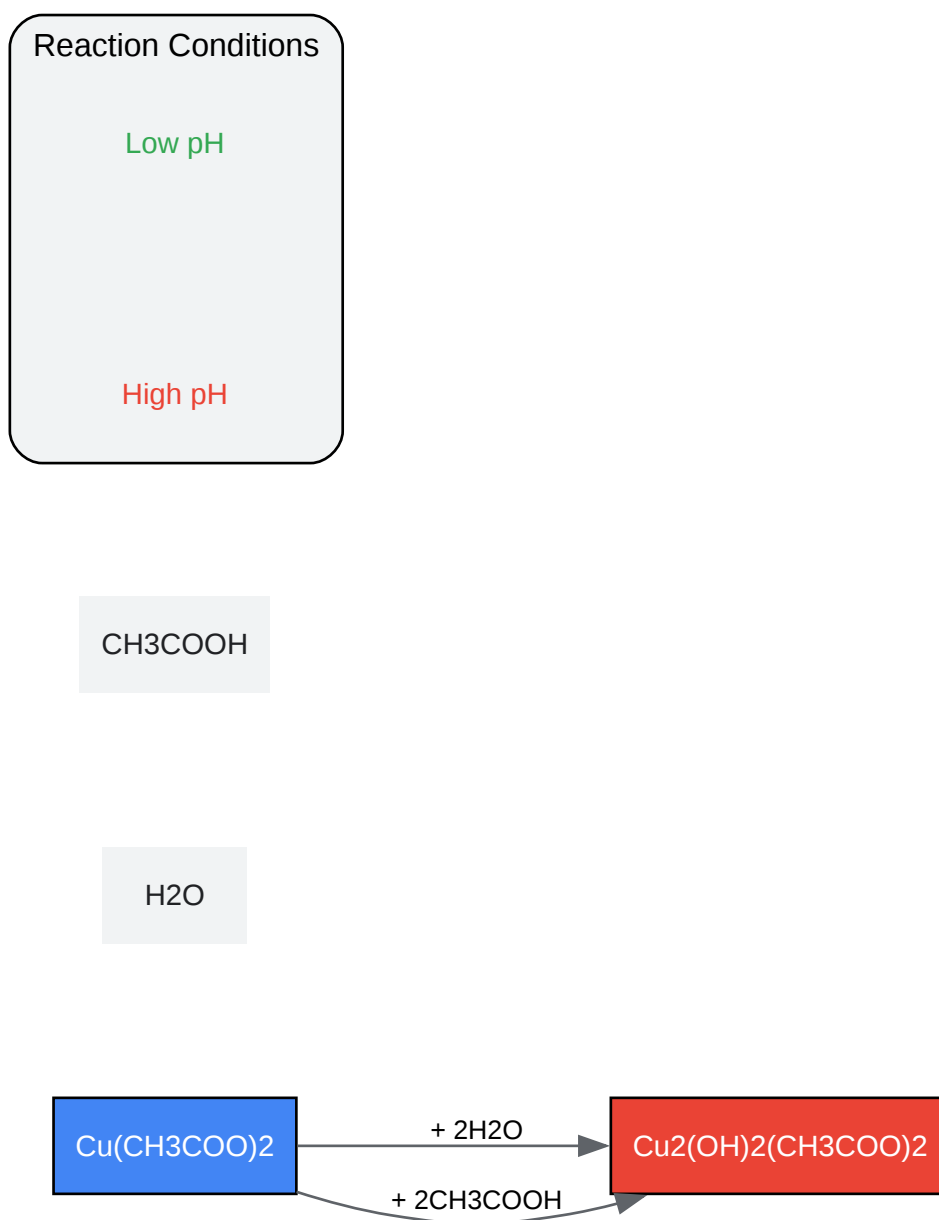 Reaction Conditions
Low pH
High pH
CH3COOH
H2O
Cu(CH3COO)2
+ 2H2O
Cu2(OH)2(CH3COO)2
+ 2CH3COOH